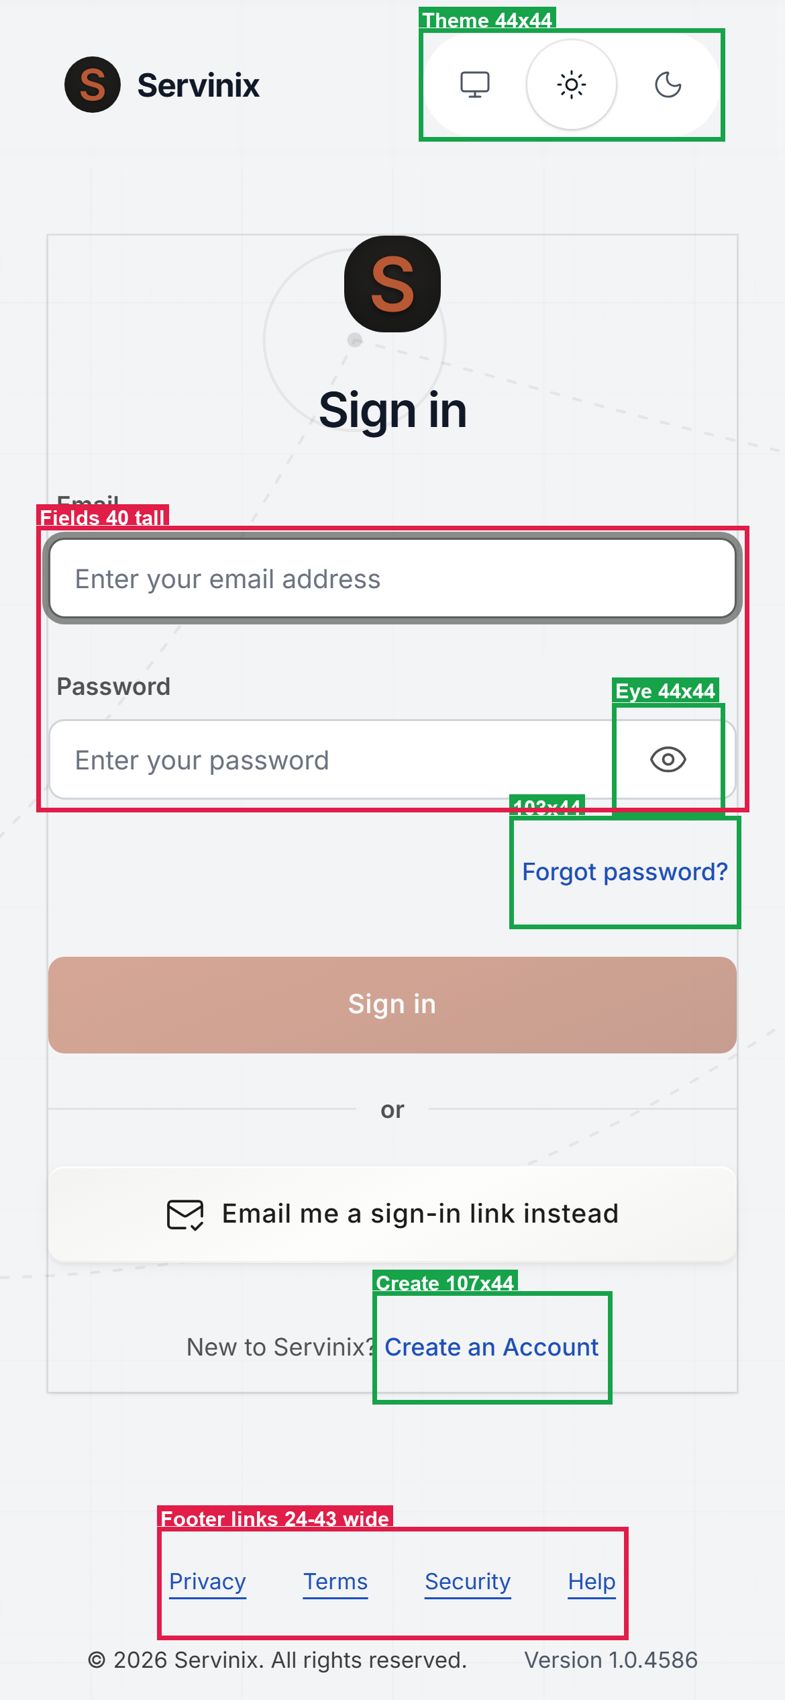 Theme 44x44
S Servinix
S
Sign in
Email
Fields 40 tall
Enter your email address
Password
Eye 44x44
Enter your password
103x44
Forgot password?
Sign in
or
Email me a sign-in link instead
Create 107x44
New to Servinix? Create an Account
Footer links 24-43 wide
Privacy Terms Security Help
© 2026 Servinix. All rights reserved. Version 1.0.4586